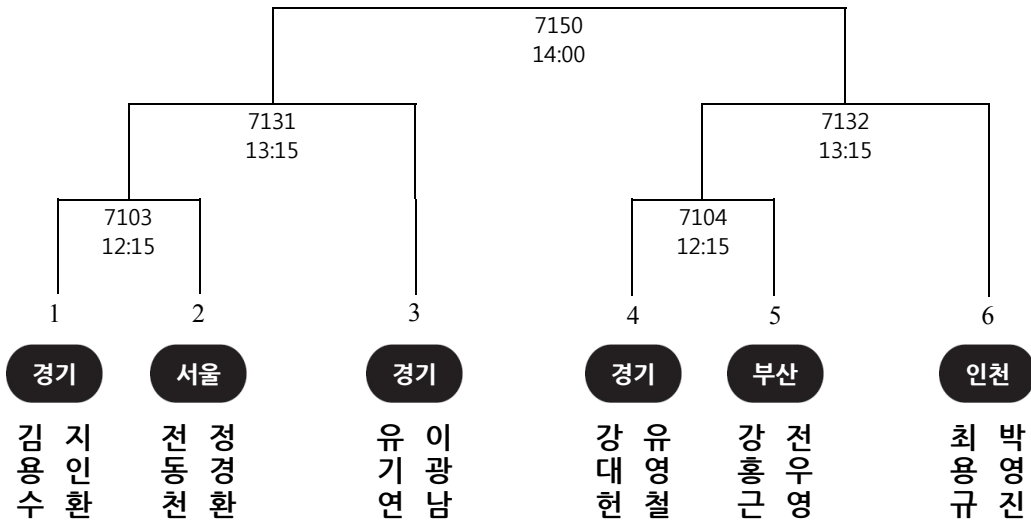 7150
14:00
7131
13:15
7132
13:15
7103
12:15
7104
12:15
1
2
3
4
5
6
경기
서울
경기
경기
부산
인천
김용수
지인환
전동천
정경환
유기연
이광남
강대헌
유영철
강홍근
전우영
최용규
박영진